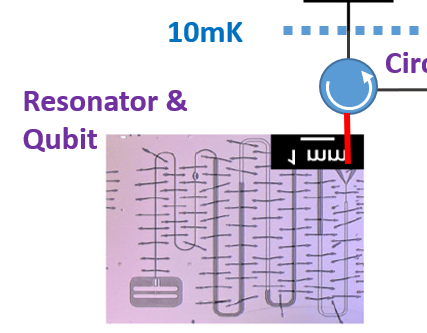 10mK
Circ
Resonator &
Qubit
1 mm